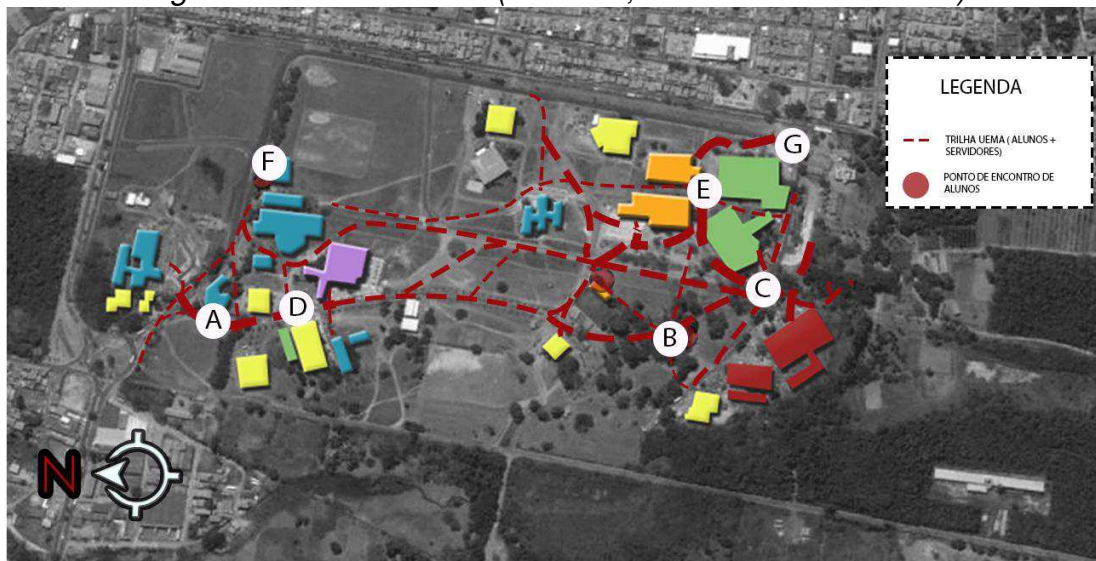 LEGENDA
TRILHA UEMA ( ALUNOS +
SERVIDORES)
PONTO DE ENCONTRO DE
ALUNOS
F
G
E
A
D
C
B
N